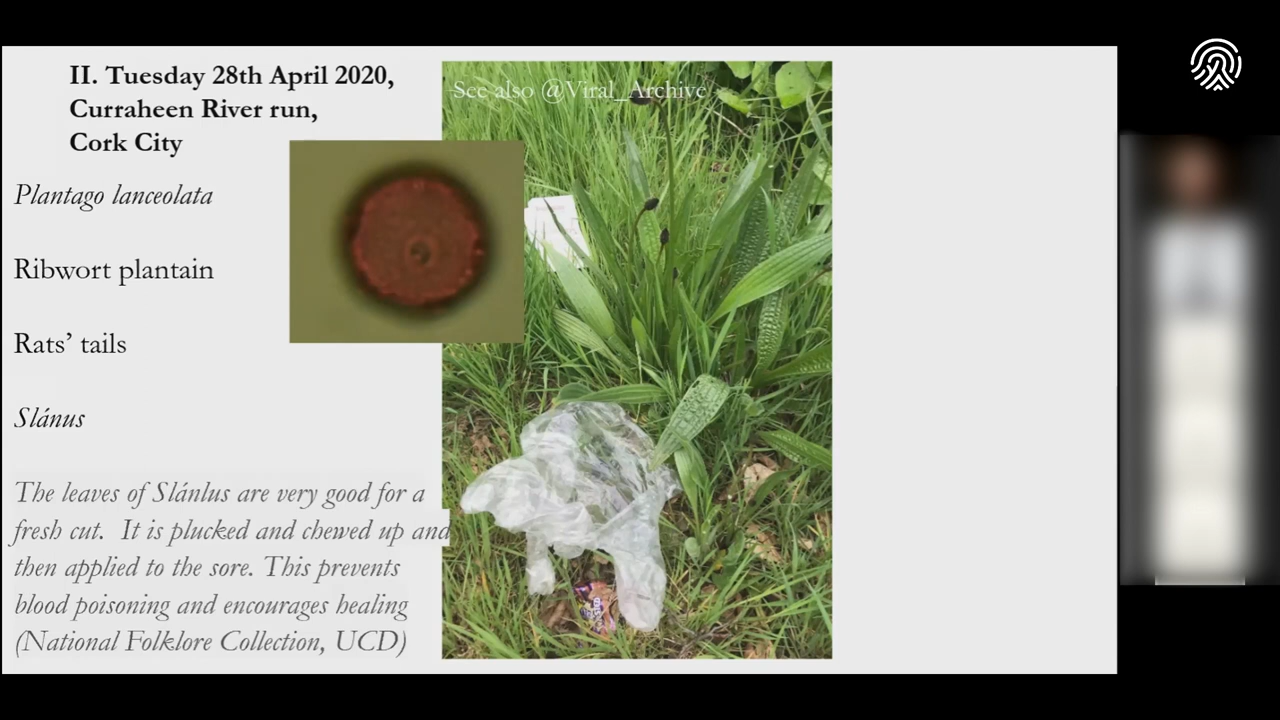 II. Tuesday 28th April 2020,
Curraheen River run,
Cork City
See also @Viral_Archive
Plantago lanceolata
Ribwort plantain
Rats’ tails
Slánus
The leaves of Slánlus are very good for a
fresh cut. It is plucked and chewed up and
then applied to the sore. This prevents
blood poisoning and encourages healing
(National Folklore Collection, UCD)